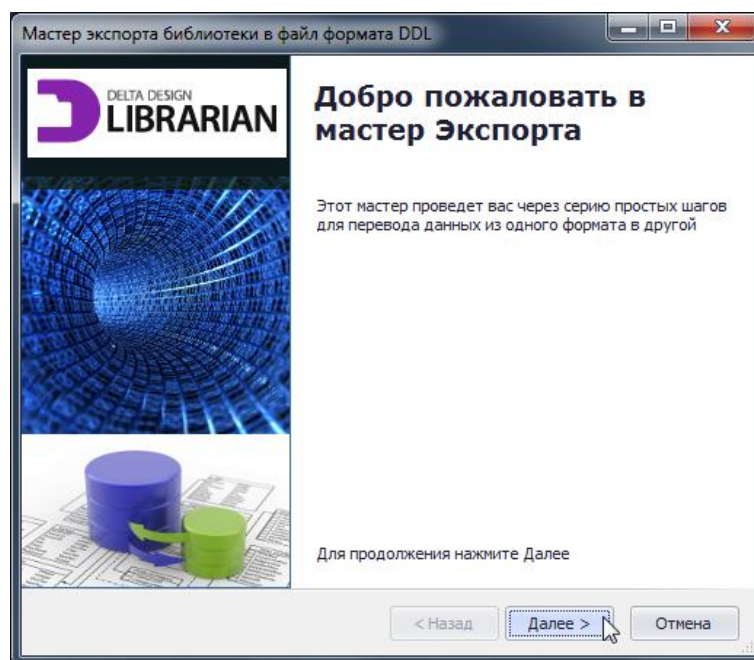 Мастер экспорта библиотеки в файл формата DDL
DELTA DESIGN
LIBRARIAN
Добро пожаловать в
мастер Экспорта
Этот мастер проведет вас через серию простых шагов
для перевода данных из одного формата в другой
Для продолжения нажмите Далее
< Назад
Далее >
Отмена